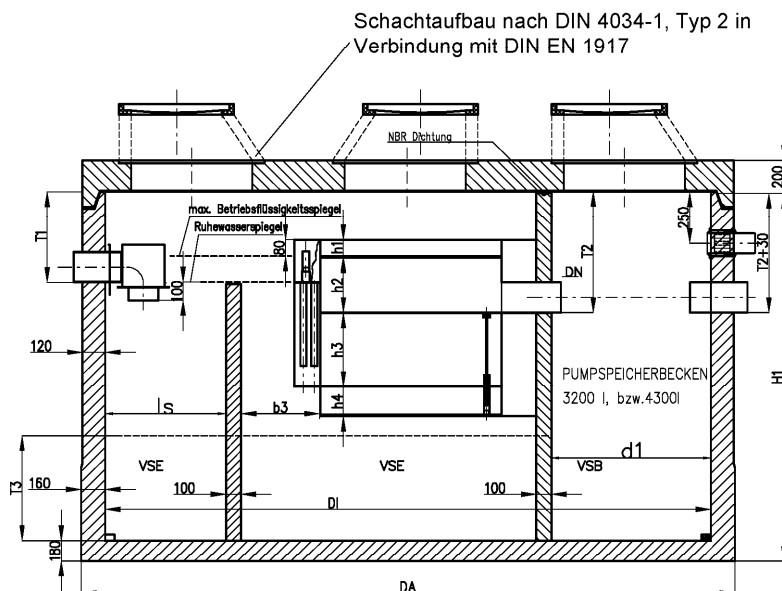 Schachtaufbau nach DIN 4034-1, Typ 2 in
Verbindung mit DIN EN 1917
NBR Dichtung
200
max. Betriebsflüssigkeitsspiegel
Ruhewasserspiegel
T1
80
h1
T2
250
T2+30
100
h2
DN
120
h3
PUMPSPEICHERBECKEN
3200 l, bzw.4300l
H1
ls
b3
h4
d1
T3
VSE
VSE
VSB
160
100
100
DI
180
DA